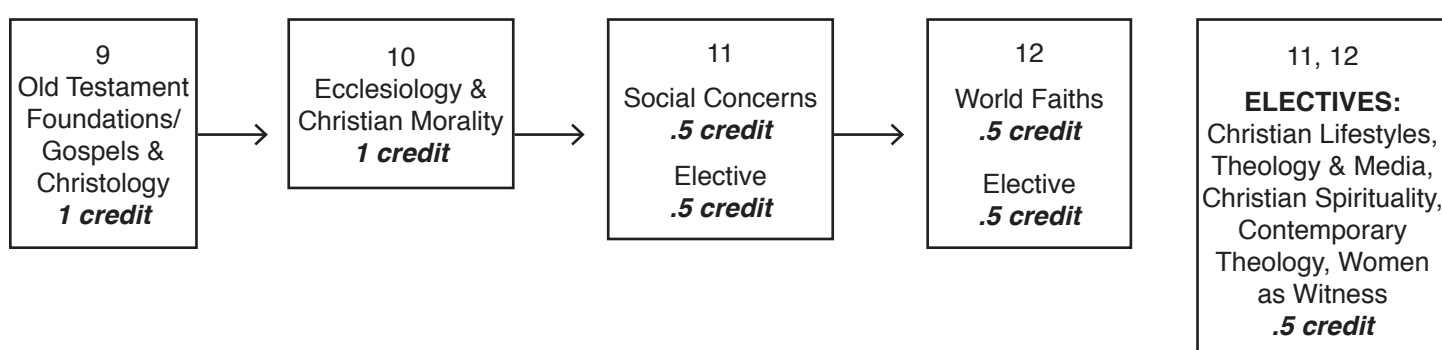 9
Old Testament
Foundations/
Gospels &
Christology
1 credit
10
Ecclesiology &
Christian Morality
1 credit
11
Social Concerns
.5 credit
Elective
.5 credit
12
World Faiths
.5 credit
Elective
.5 credit
11, 12
ELECTIVES:
Christian Lifestyles,
Theology & Media,
Christian Spirituality,
Contemporary
Theology, Women
as Witness
.5 credit